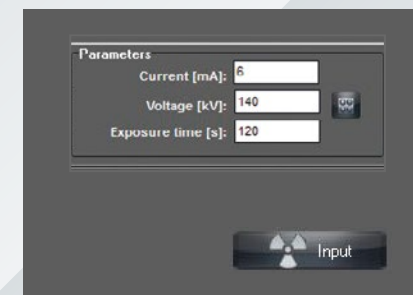 Parameters
Current [mA]: 6
Voltage [kV]: 140
Exposure time [s]: 120
Input